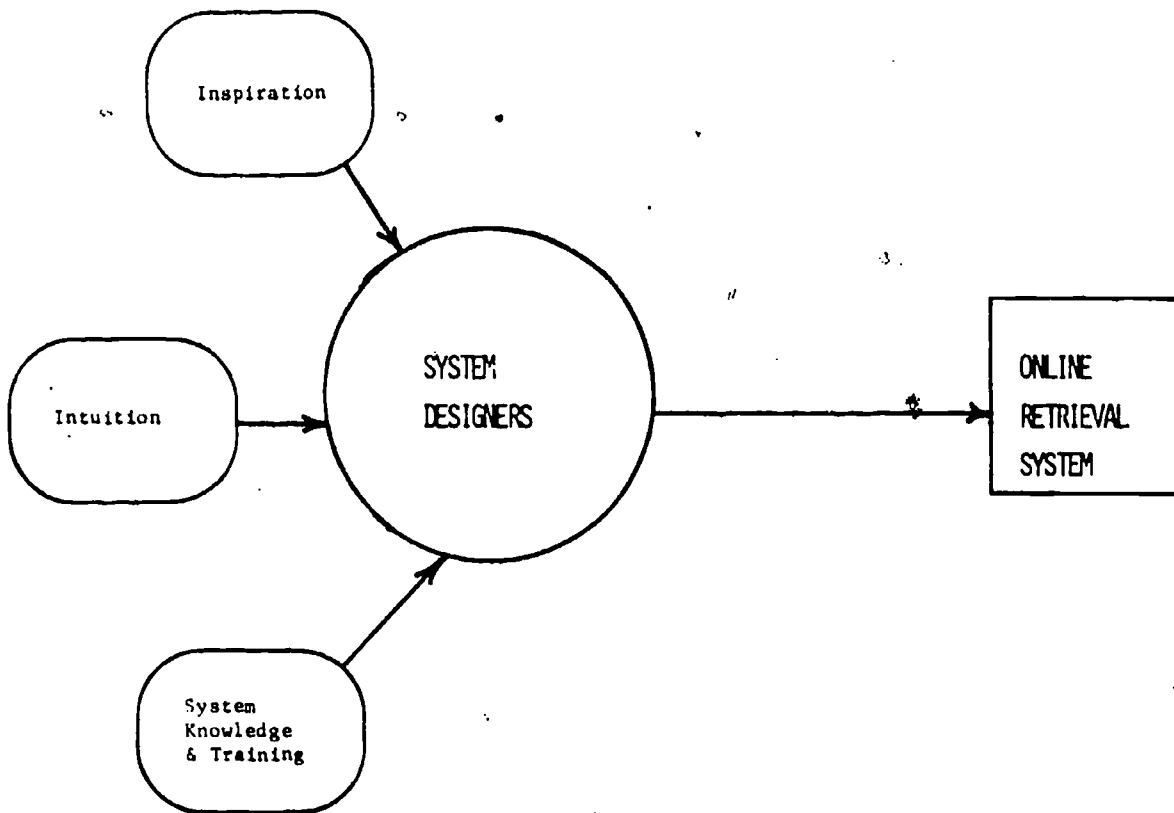 Inspiration
Intuition
System
Knowledge
& Training
SYSTEM
DESIGNERS
ONLINE
RETRIEVAL
SYSTEM